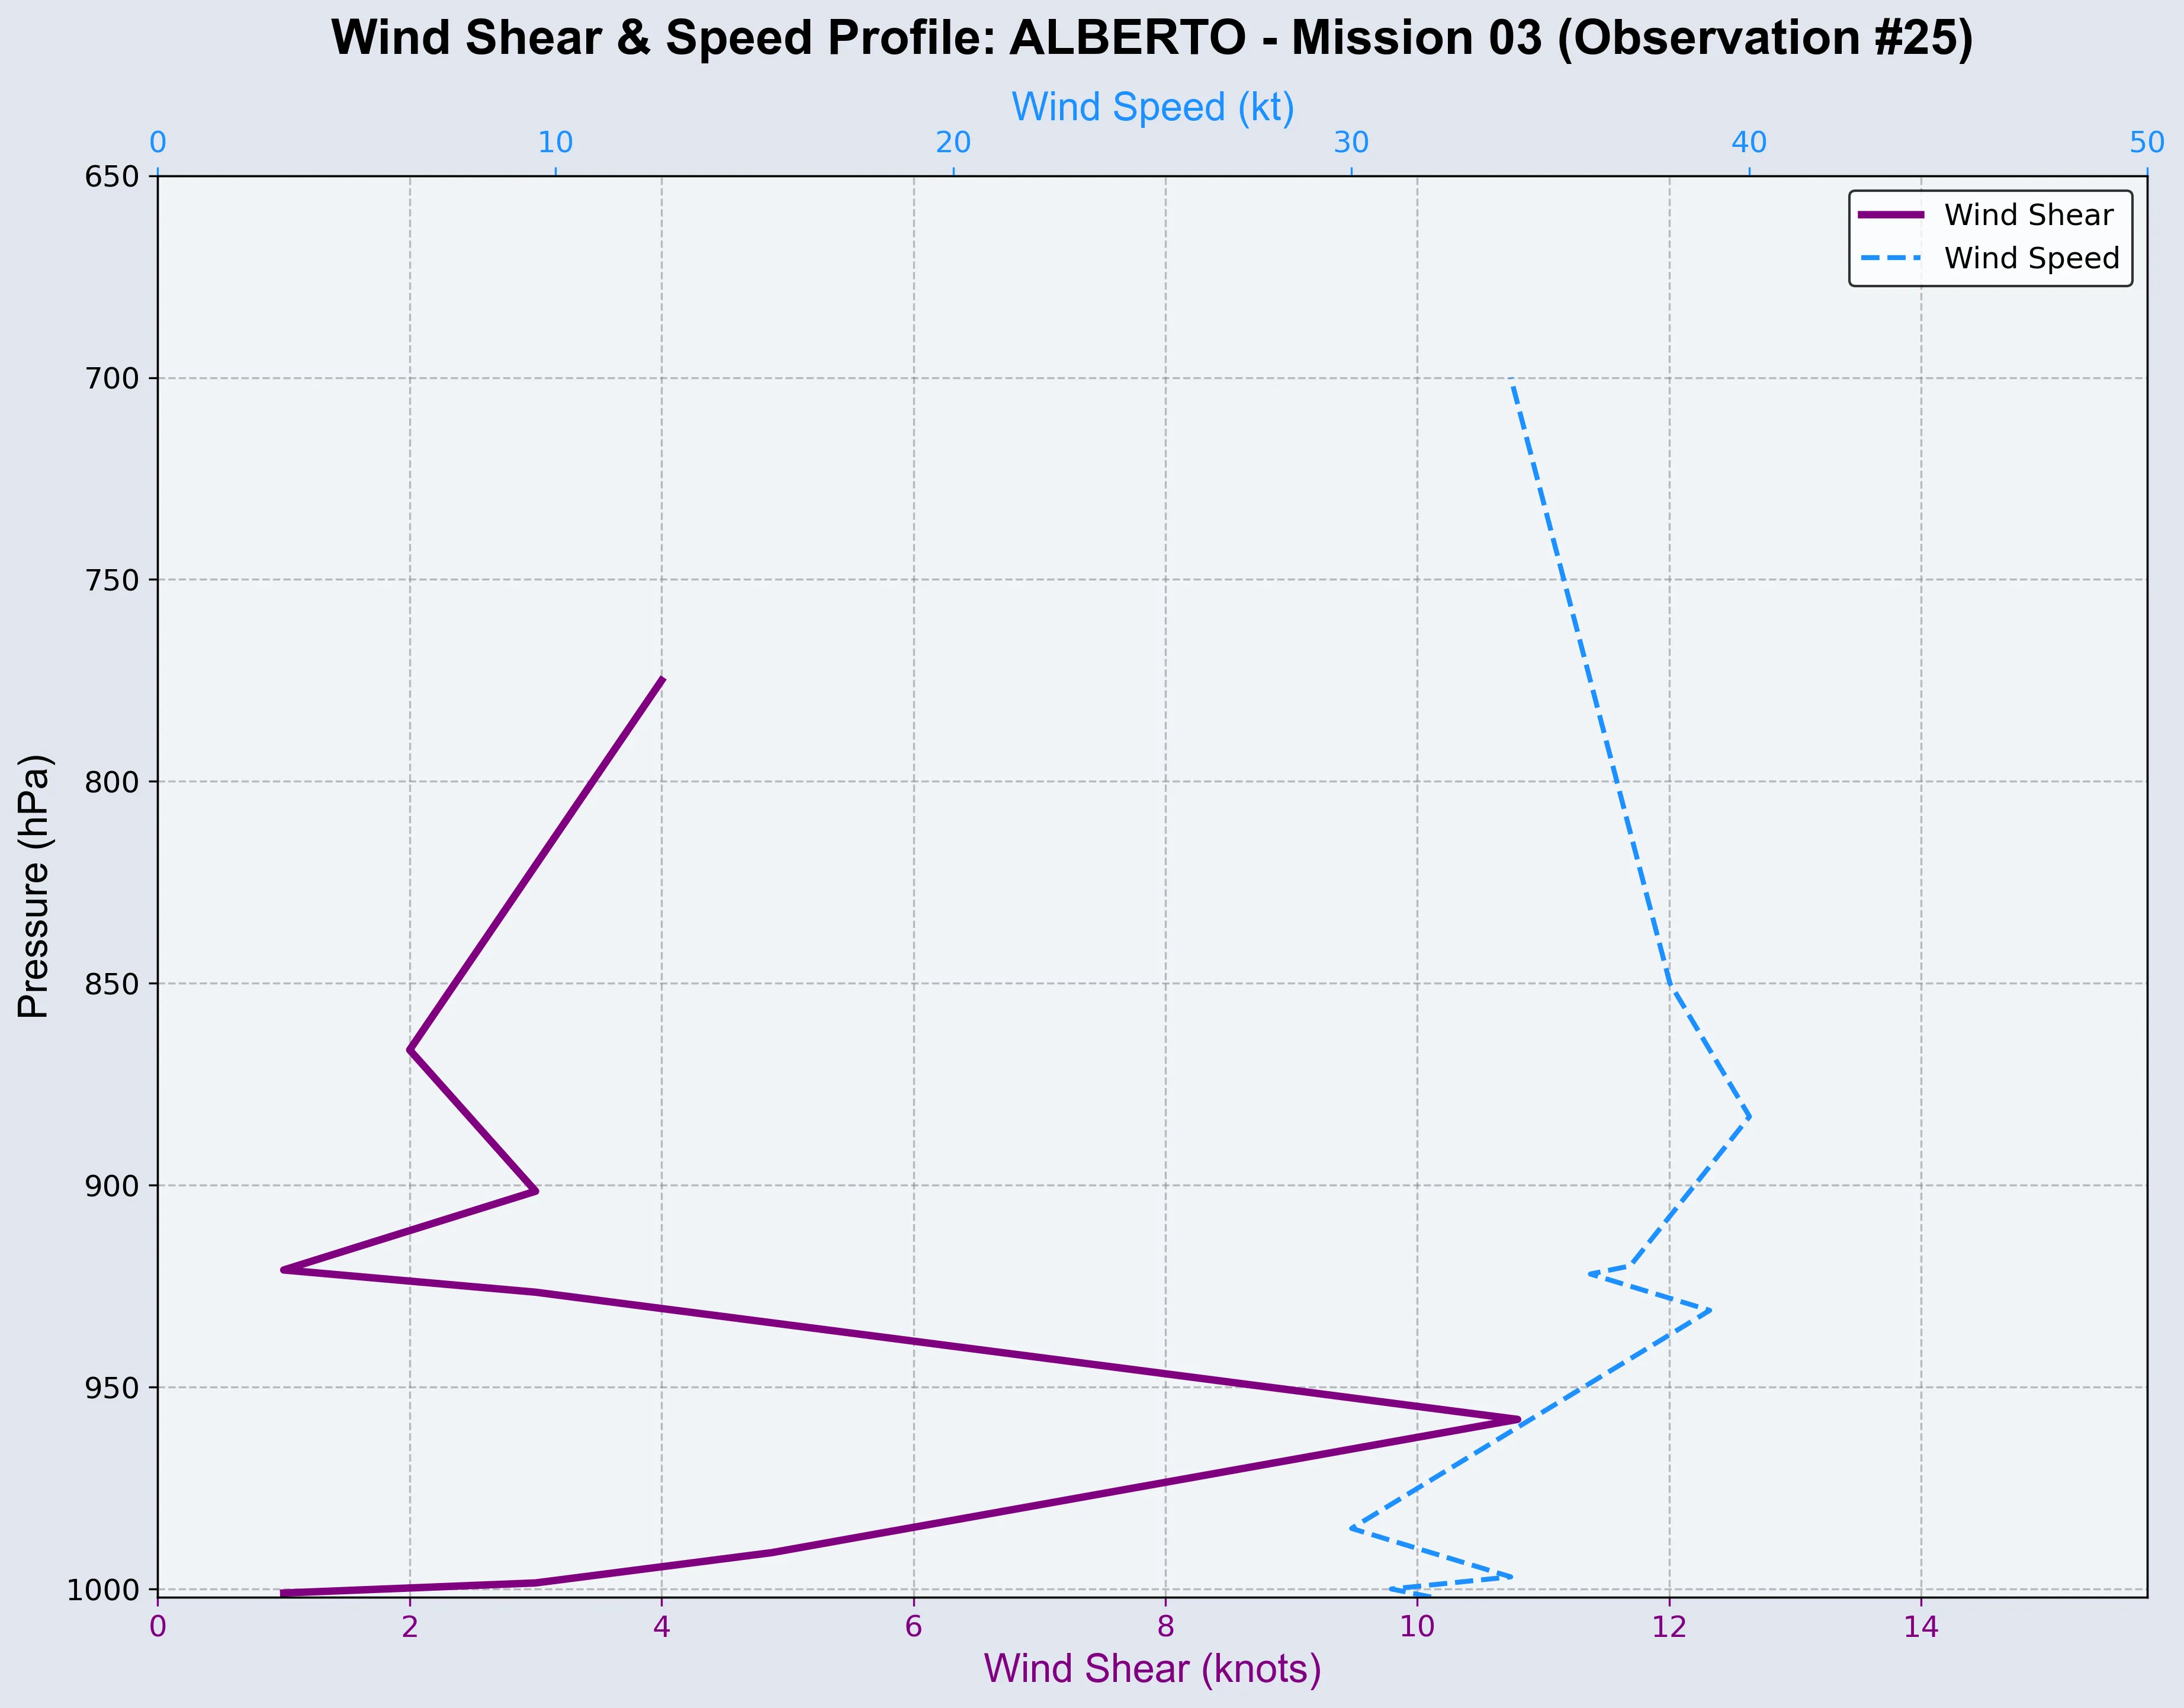 Wind Shear & Speed Profile: ALBERTO - Mission 03 (Observation #25)
Wind Speed (kt)
0 10 20 30 40 50
Wind Shear
Wind Speed
650
700
750
800
850
900
950
1000
Pressure (hPa)
0 2 4 6 8 10 12 14
Wind Shear (knots)